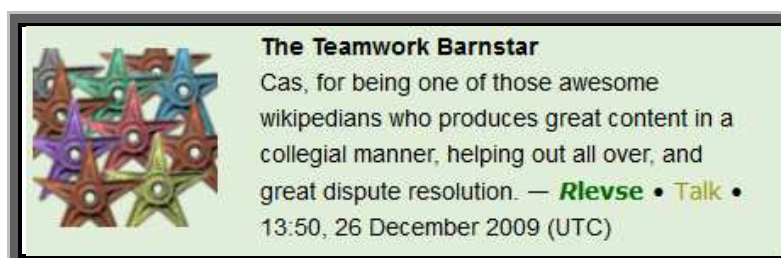 The Teamwork Barnstar
Cas, for being one of those awesome
wikipedians who produces great content in a
collegial manner, helping out all over, and
great dispute resolution. — Rlevse • Talk •
13:50, 26 December 2009 (UTC)